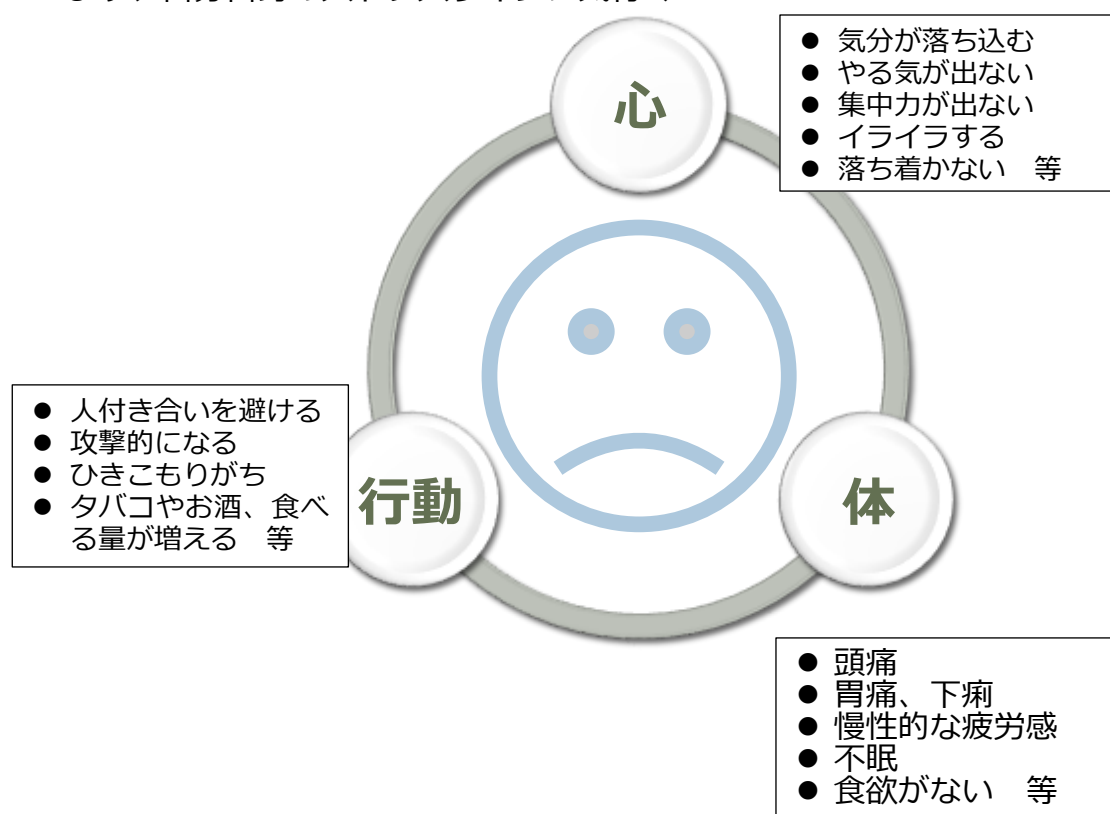 心
● 気分が落ち込む
● やる気が出ない
● 集中力が出ない
● イライラする
● 落ち着かない　等
● 人付き合いを避ける
● 攻撃的になる
● ひきこもりがち
● タバコやお酒、食べ
る量が増える　等
行動
体
● 頭痛
● 胃痛、下痢
● 慢性的な疲労感
● 不眠
● 食欲がない　等